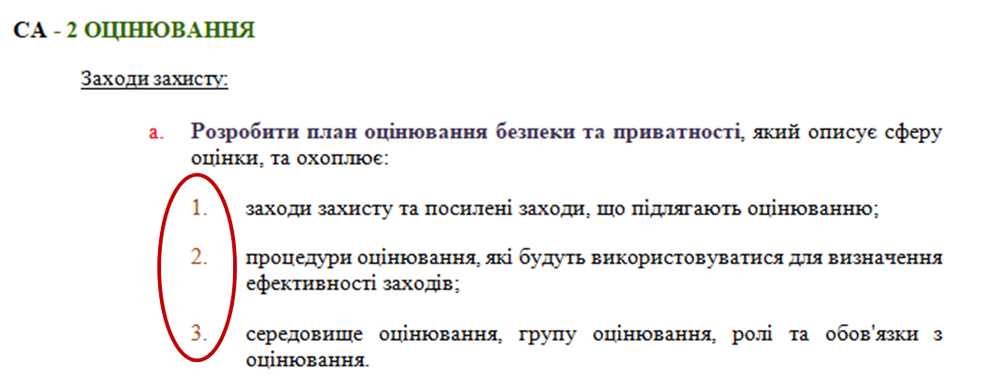 СА - 2 ОЦІНЮВАННЯ
Заходи захисту:
a. Розробити план оцінювання безпеки та приватності, який описує сферу
оцінки, та охоплює:
1. заходи захисту та посилені заходи, що підлягають оцінюванню;
2. процедури оцінювання, які будуть використовуватися для визначення
ефективності заходів;
3. середовище оцінювання, групу оцінювання, ролі та обов'язки з
оцінювання.